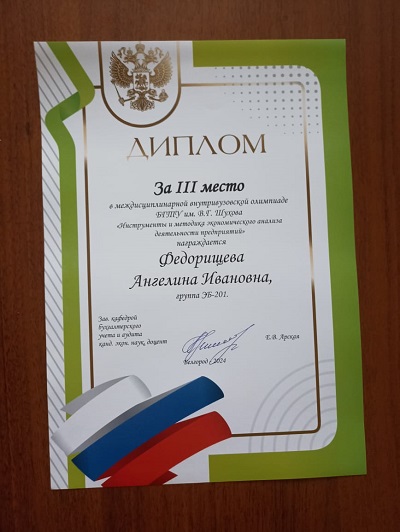 ДИПЛОМ
За III место
в междисциплинарной внутривузовской олимпиаде
БГТУ им. В.Г. Шухова
«Инструменты и методика экономического анализа
деятельности предприятий»
награждается
Федорищева
Ангелина Ивановна,
группа ЭБ-201.
Зав. кафедрой
бухгалтерского
учета и аудита
канд. экон. наук, доцент
Е.В. Арская
Белгород, 2024